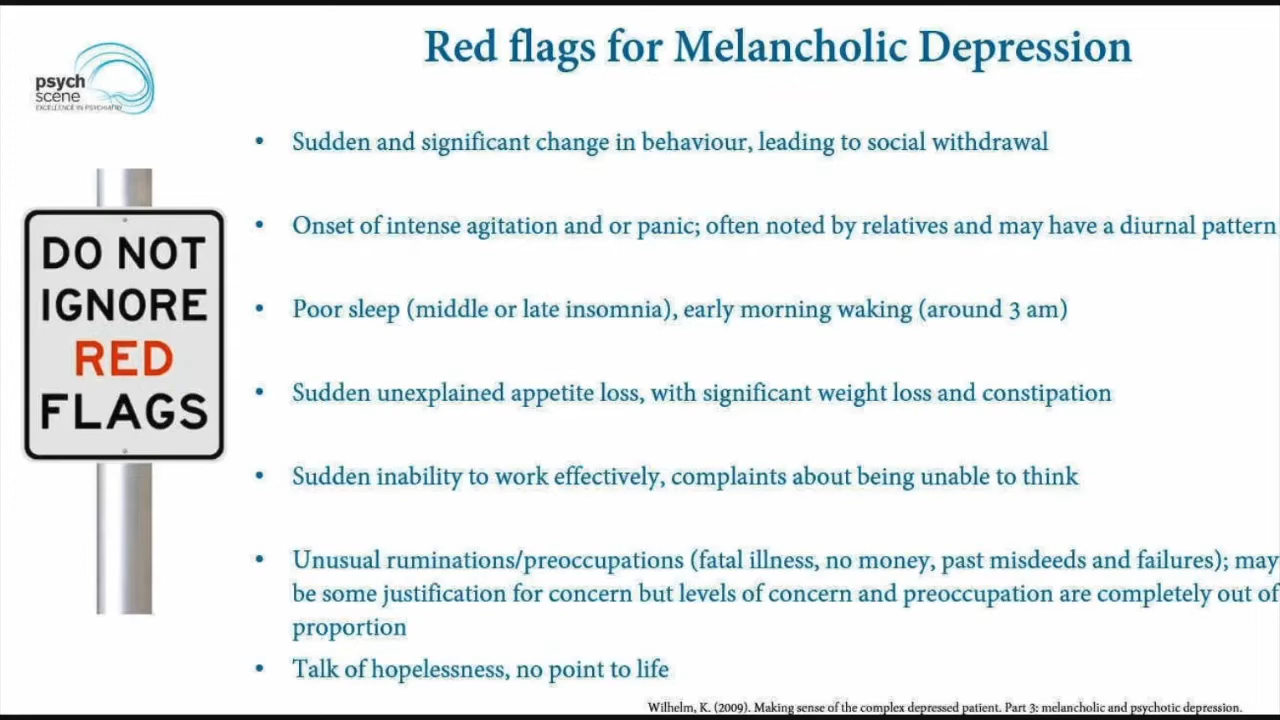 Red flags for Melancholic Depression
psych
scene
EXCELLENCE IN PSYCHIATRY
DO NOT
IGNORE
RED
FLAGS
• Sudden and significant change in behaviour, leading to social withdrawal
• Onset of intense agitation and or panic; often noted by relatives and may have a diurnal pattern
• Poor sleep (middle or late insomnia), early morning waking (around 3 am)
• Sudden unexplained appetite loss, with significant weight loss and constipation
• Sudden inability to work effectively, complaints about being unable to think
• Unusual ruminations/preoccupations (fatal illness, no money, past misdeeds and failures); may
be some justification for concern but levels of concern and preoccupation are completely out of
proportion
• Talk of hopelessness, no point to life
Wilhelm, K. (2009). Making sense of the complex depressed patient. Part 3: melancholic and psychotic depression.